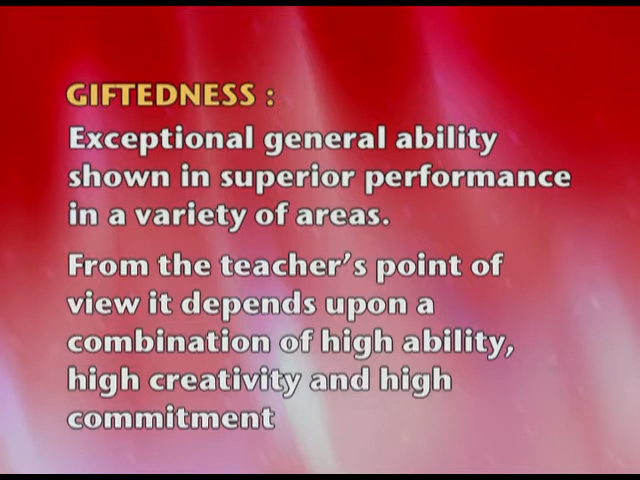 GIFTEDNESS :
Exceptional general ability
shown in superior performance
in a variety of areas.
From the teacher's point of
view it depends upon a
combination of high ability,
high creativity and high
commitment